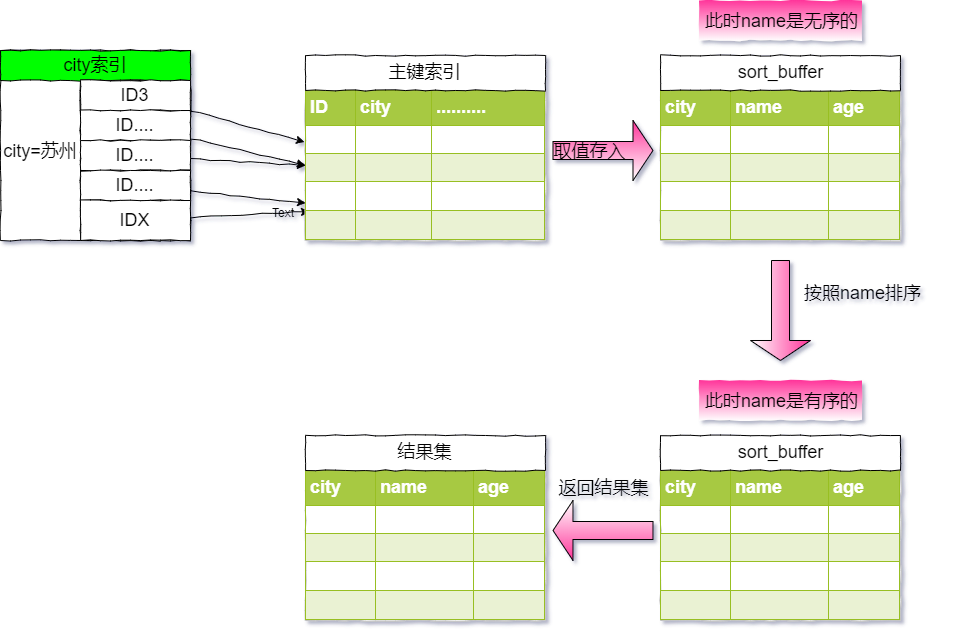 此时name是无序的
city索引
city=苏州
ID3
ID....
ID....
ID....
IDX
Text
主键索引
ID city ..........
取值存入
sort_buffer
city name age
按照name排序
此时name是有序的
sort_buffer
city name age
返回结果集
结果集
city name age